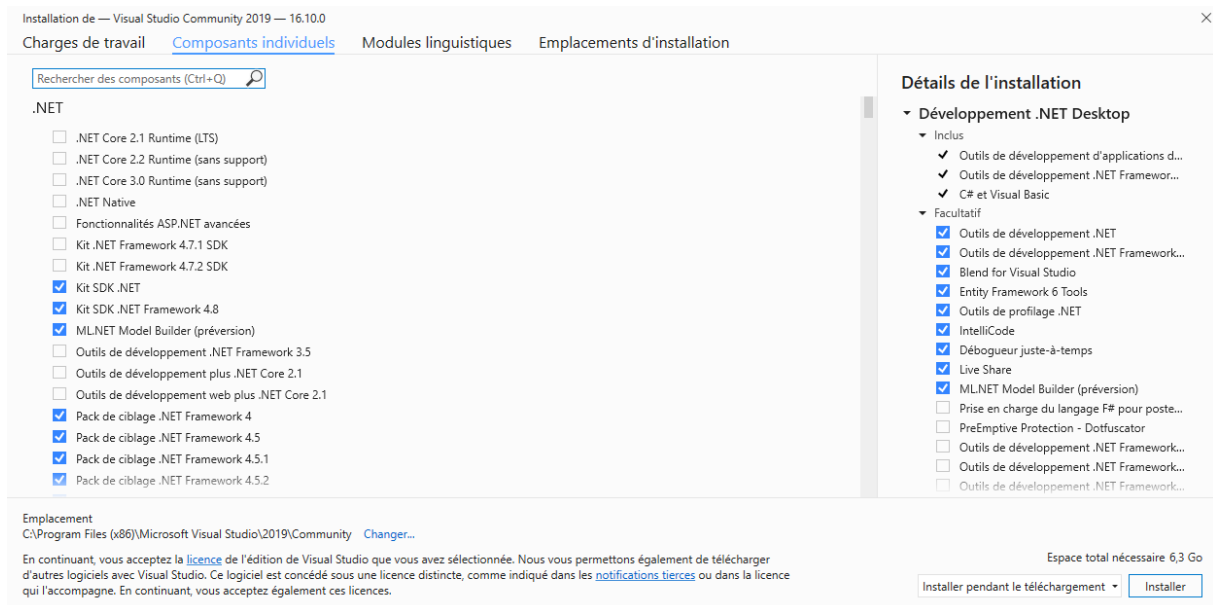 Installation de — Visual Studio Community 2019 — 16.10.0
Charges de travail Composants individuels Modules linguistiques Emplacements d'installation
Rechercher des composants (Ctrl+Q)
.NET
.NET Core 2.1 Runtime (LTS)
.NET Core 2.2 Runtime (sans support)
.NET Core 3.0 Runtime (sans support)
.NET Native
Fonctionnalités ASP.NET avancées
Kit .NET Framework 4.7.1 SDK
Kit .NET Framework 4.7.2 SDK
Kit SDK .NET
Kit SDK .NET Framework 4.8
ML.NET Model Builder (préversion)
Outils de développement .NET Framework 3.5
Outils de développement plus .NET Core 2.1
Outils de développement web plus .NET Core 2.1
Pack de ciblage .NET Framework 4
Pack de ciblage .NET Framework 4.5
Pack de ciblage .NET Framework 4.5.1
Pack de ciblage .NET Framework 4.5.2
Détails de l'installation
Développement .NET Desktop
Inclus
Outils de développement d'applications d...
Outils de développement .NET Framewor...
C# et Visual Basic
Facultatif
Outils de développement .NET
Outils de développement .NET Framework...
Blend for Visual Studio
Entity Framework 6 Tools
Outils de profilage .NET
IntelliCode
Débogueur juste-à-temps
Live Share
ML.NET Model Builder (préversion)
Prise en charge du langage F# pour poste...
PreEmptive Protection - Dotfuscator
Outils de développement .NET Framework...
Outils de développement .NET Framework...
Outils de développement .NET Framework...
Emplacement
C:\Program Files (x86)\Microsoft Visual Studio\2019\Community Changer...
En continuant, vous acceptez la licence de l'édition de Visual Studio que vous avez sélectionnée. Nous vous permettons également de télécharger
d'autres logiciels avec Visual Studio. Ce logiciel est concédé sous une licence distincte, comme indiqué dans les notifications tierces ou dans la licence
qui l'accompagne. En continuant, vous acceptez également ces licences.
Espace total nécessaire 6,3 Go
Installer pendant le téléchargement Installer